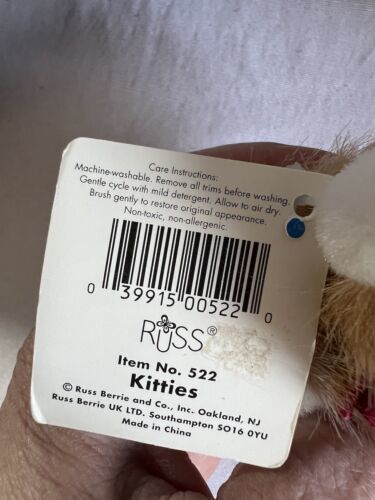 Care Instructions:
Machine-washable. Remove all trims before washing.
Gentle cycle with mild detergent. Allow to air dry.
Brush gently to restore original appearance.
Non-toxic, non-allergenic.
0 39915 00522 0
RUSS®
Item No. 522
Kitties
© Russ Berrie and Co., Inc. Oakland, NJ
Russ Berrie UK LTD. Southampton SO16 0YU
Made in China